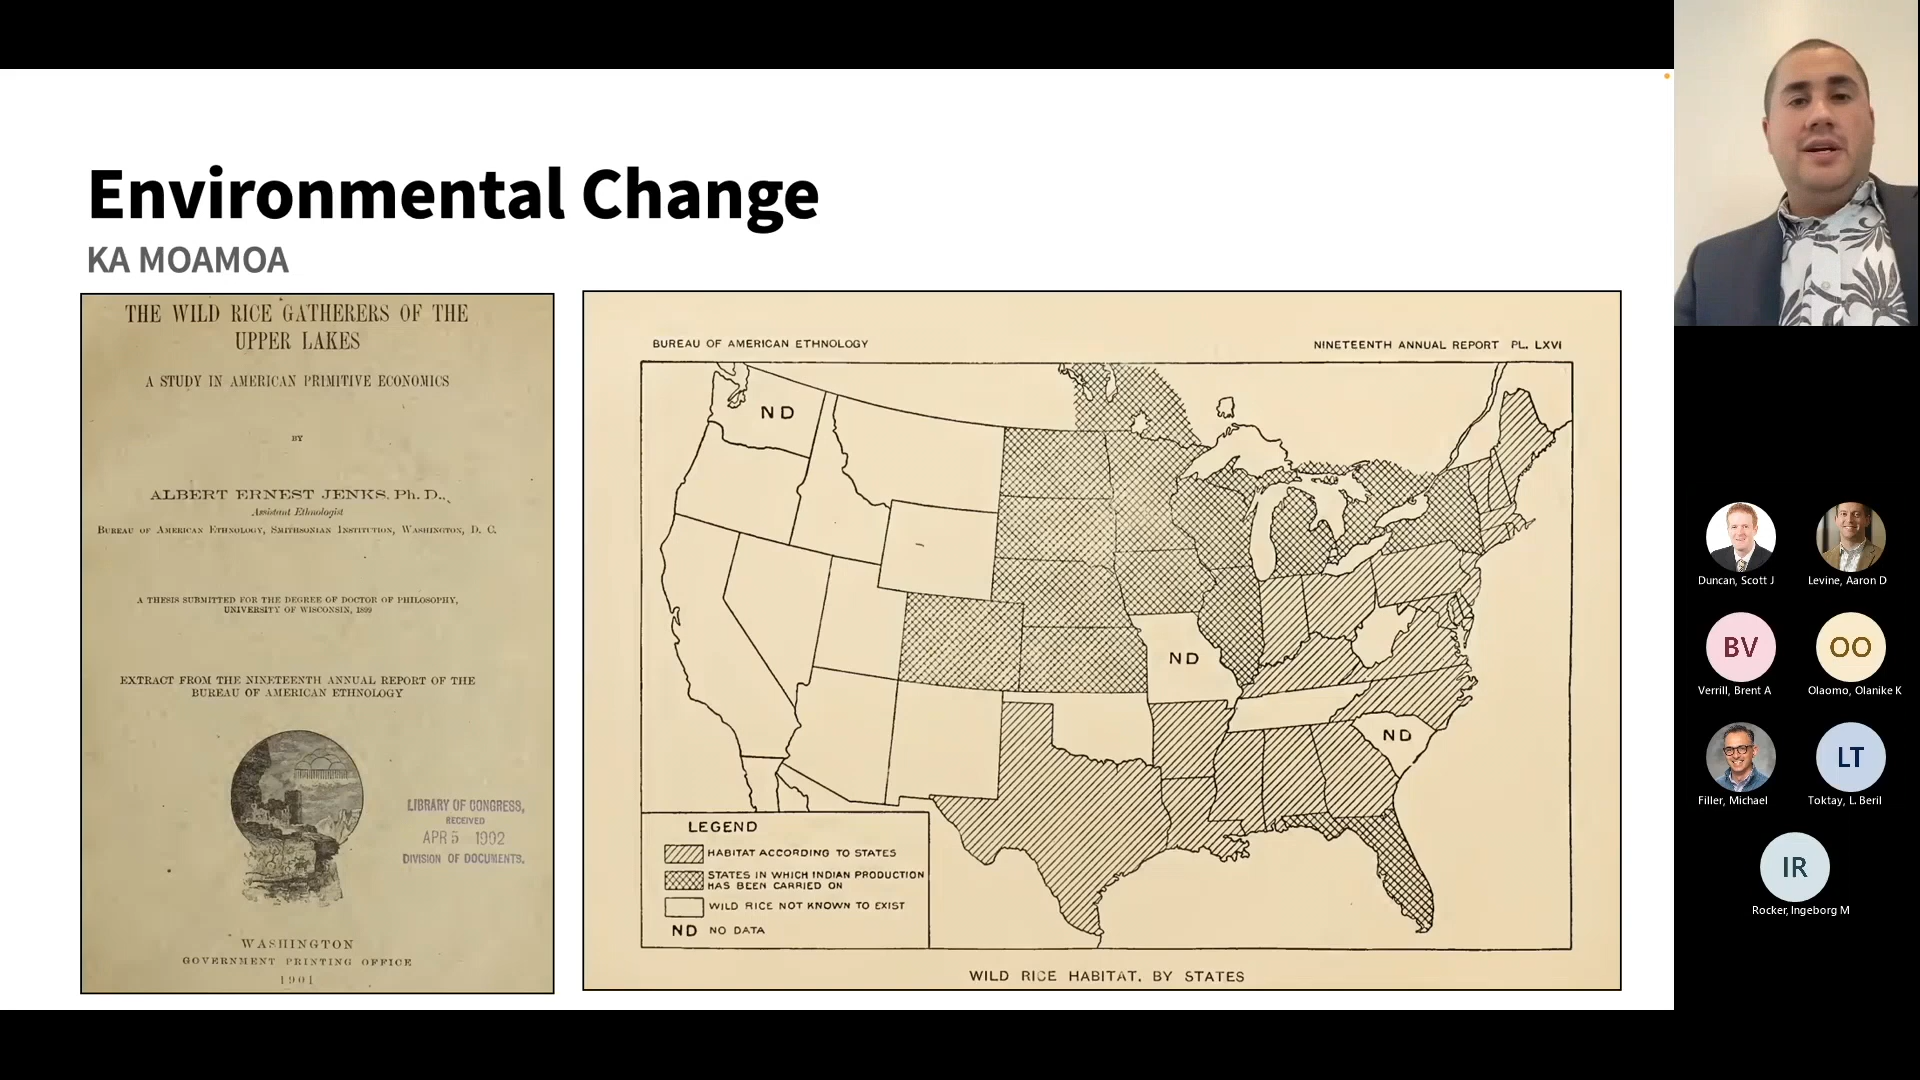 Environmental Change
KA MOAMOA
THE WILD RICE GATHERERS OF THE
UPPER LAKES
A STUDY IN AMERICAN PRIMITIVE ECONOMICS
BY
ALBERT ERNEST JENKS, Ph. D.,
Assistant Ethnologist
BUREAU OF AMERICAN ETHNOLOGY, SMITHSONIAN INSTITUTION, WASHINGTON, D. C.
A THESIS SUBMITTED FOR THE DEGREE OF DOCTOR OF PHILOSOPHY,
UNIVERSITY OF WISCONSIN, 1899
EXTRACT FROM THE NINETEENTH ANNUAL REPORT OF THE
BUREAU OF AMERICAN ETHNOLOGY
LIBRARY OF CONGRESS,
RECEIVED
APR 5 1902
DIVISION OF DOCUMENTS.
WASHINGTON
GOVERNMENT PRINTING OFFICE
1901
BUREAU OF AMERICAN ETHNOLOGY
NINETEENTH ANNUAL REPORT PL. LXVI
ND
ND
ND
LEGEND
HABITAT ACCORDING TO STATES
STATES IN WHICH INDIAN PRODUCTION
HAS BEEN CARRIED ON
WILD RICE NOT KNOWN TO EXIST
ND NO DATA
WILD RICE HABITAT, BY STATES
Duncan, Scott J
Levine, Aaron D
BV
Verrill, Brent A
OO
Olaomo, Olanike K
Filler, Michael
LT
Toktay, L. Beril
IR
Rocker, Ingeborg M